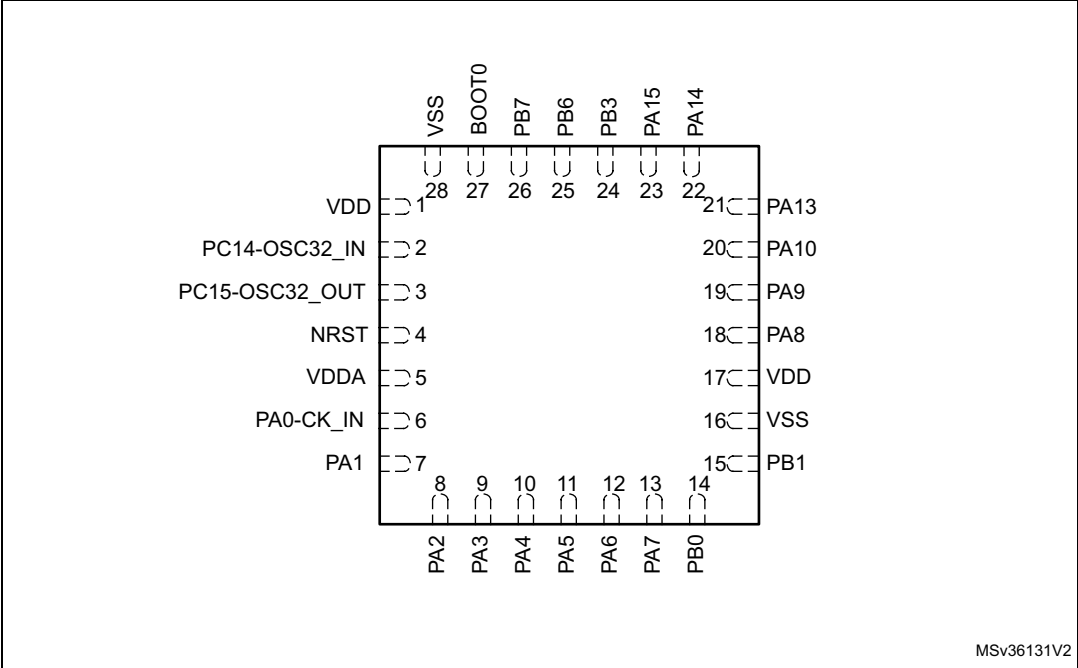 VSS
BOOT0
PB7
PB6
PB3
PA15
PA14
28 27 26 25 24 23 22
VDD 1
21 PA13
PC14-OSC32_IN 2
20 PA10
PC15-OSC32_OUT 3
19 PA9
NRST 4
18 PA8
VDDA 5
17 VDD
PA0-CK_IN 6
16 VSS
PA1 7
15 PB1
8 9 10 11 12 13 14
PA2
PA3
PA4
PA5
PA6
PA7
PB0
MSv36131V2